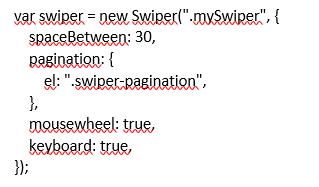 var swiper = new Swiper(".mySwiper", {
spaceBetween: 30,
pagination: {
el: ".swiper-pagination",
},
mousewheel: true,
keyboard: true,
});